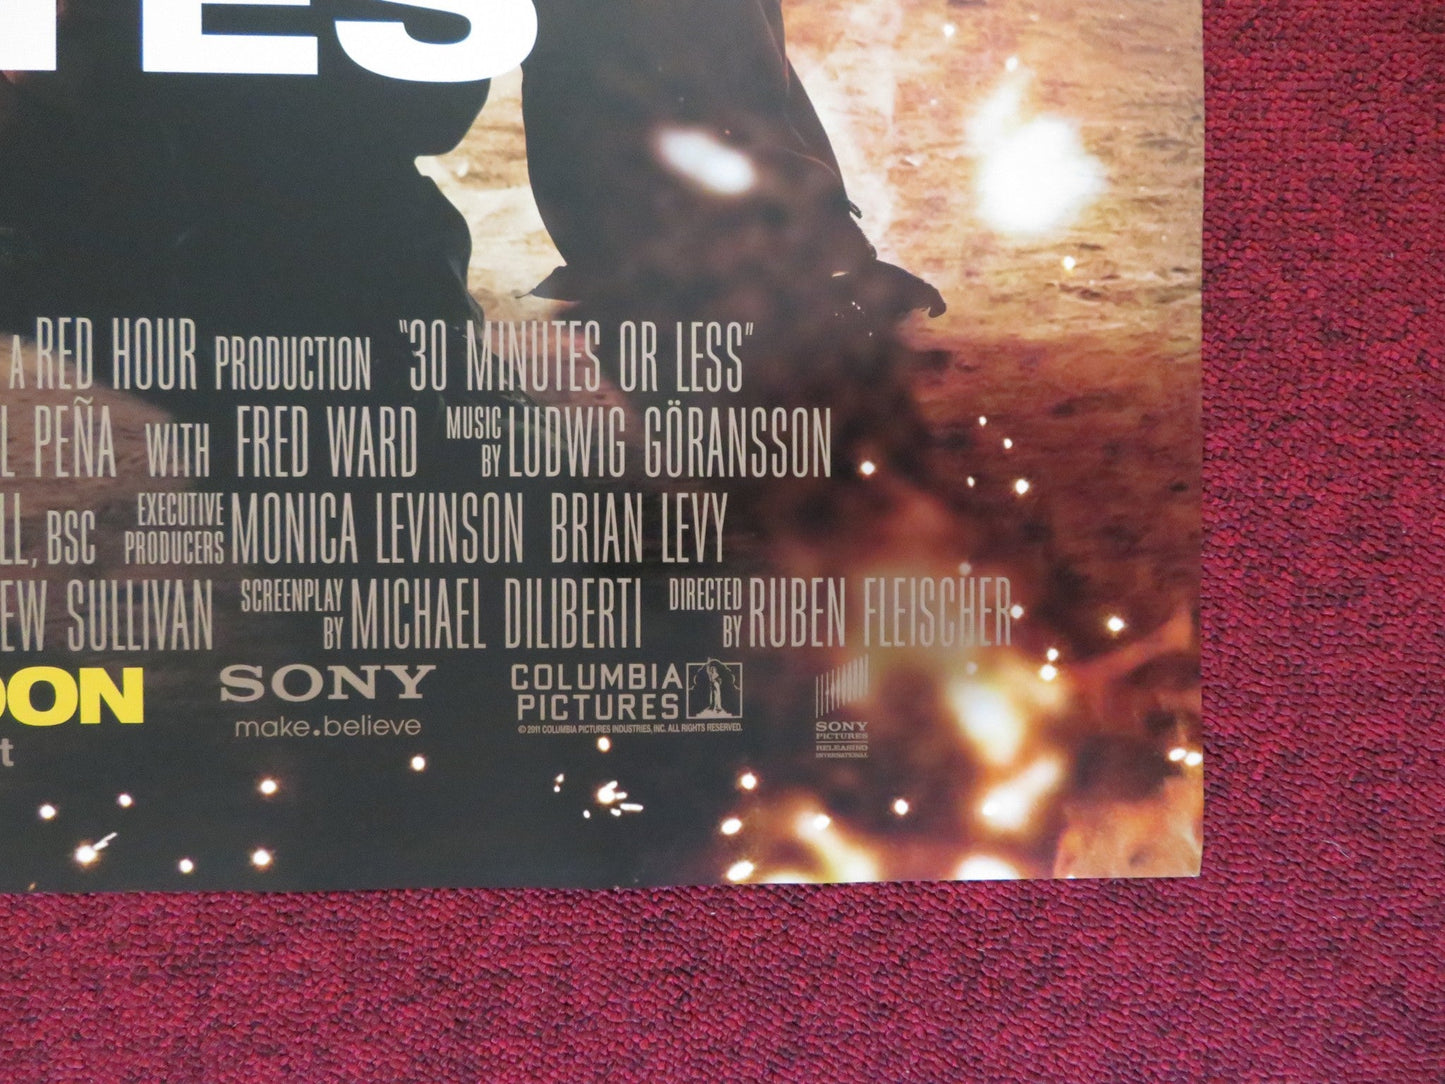 TES
A RED HOUR PRODUCTION "30 MINUTES OR LESS"
L PEÑA WITH FRED WARD MUSIC BY LUDWIG GÖRANSSON
LL, BSC EXECUTIVE PRODUCERS MONICA LEVINSON BRIAN LEVY
EW SULLIVAN SCREENPLAY BY MICHAEL DILIBERTI DIRECTED BY RUBEN FLEISCHER
OON
t
SONY
make.believe
COLUMBIA
PICTURES
© 2011 COLUMBIA PICTURES INDUSTRIES, INC. ALL RIGHTS RESERVED.
SONY
PICTURES
RELEASING
INTERNATIONAL